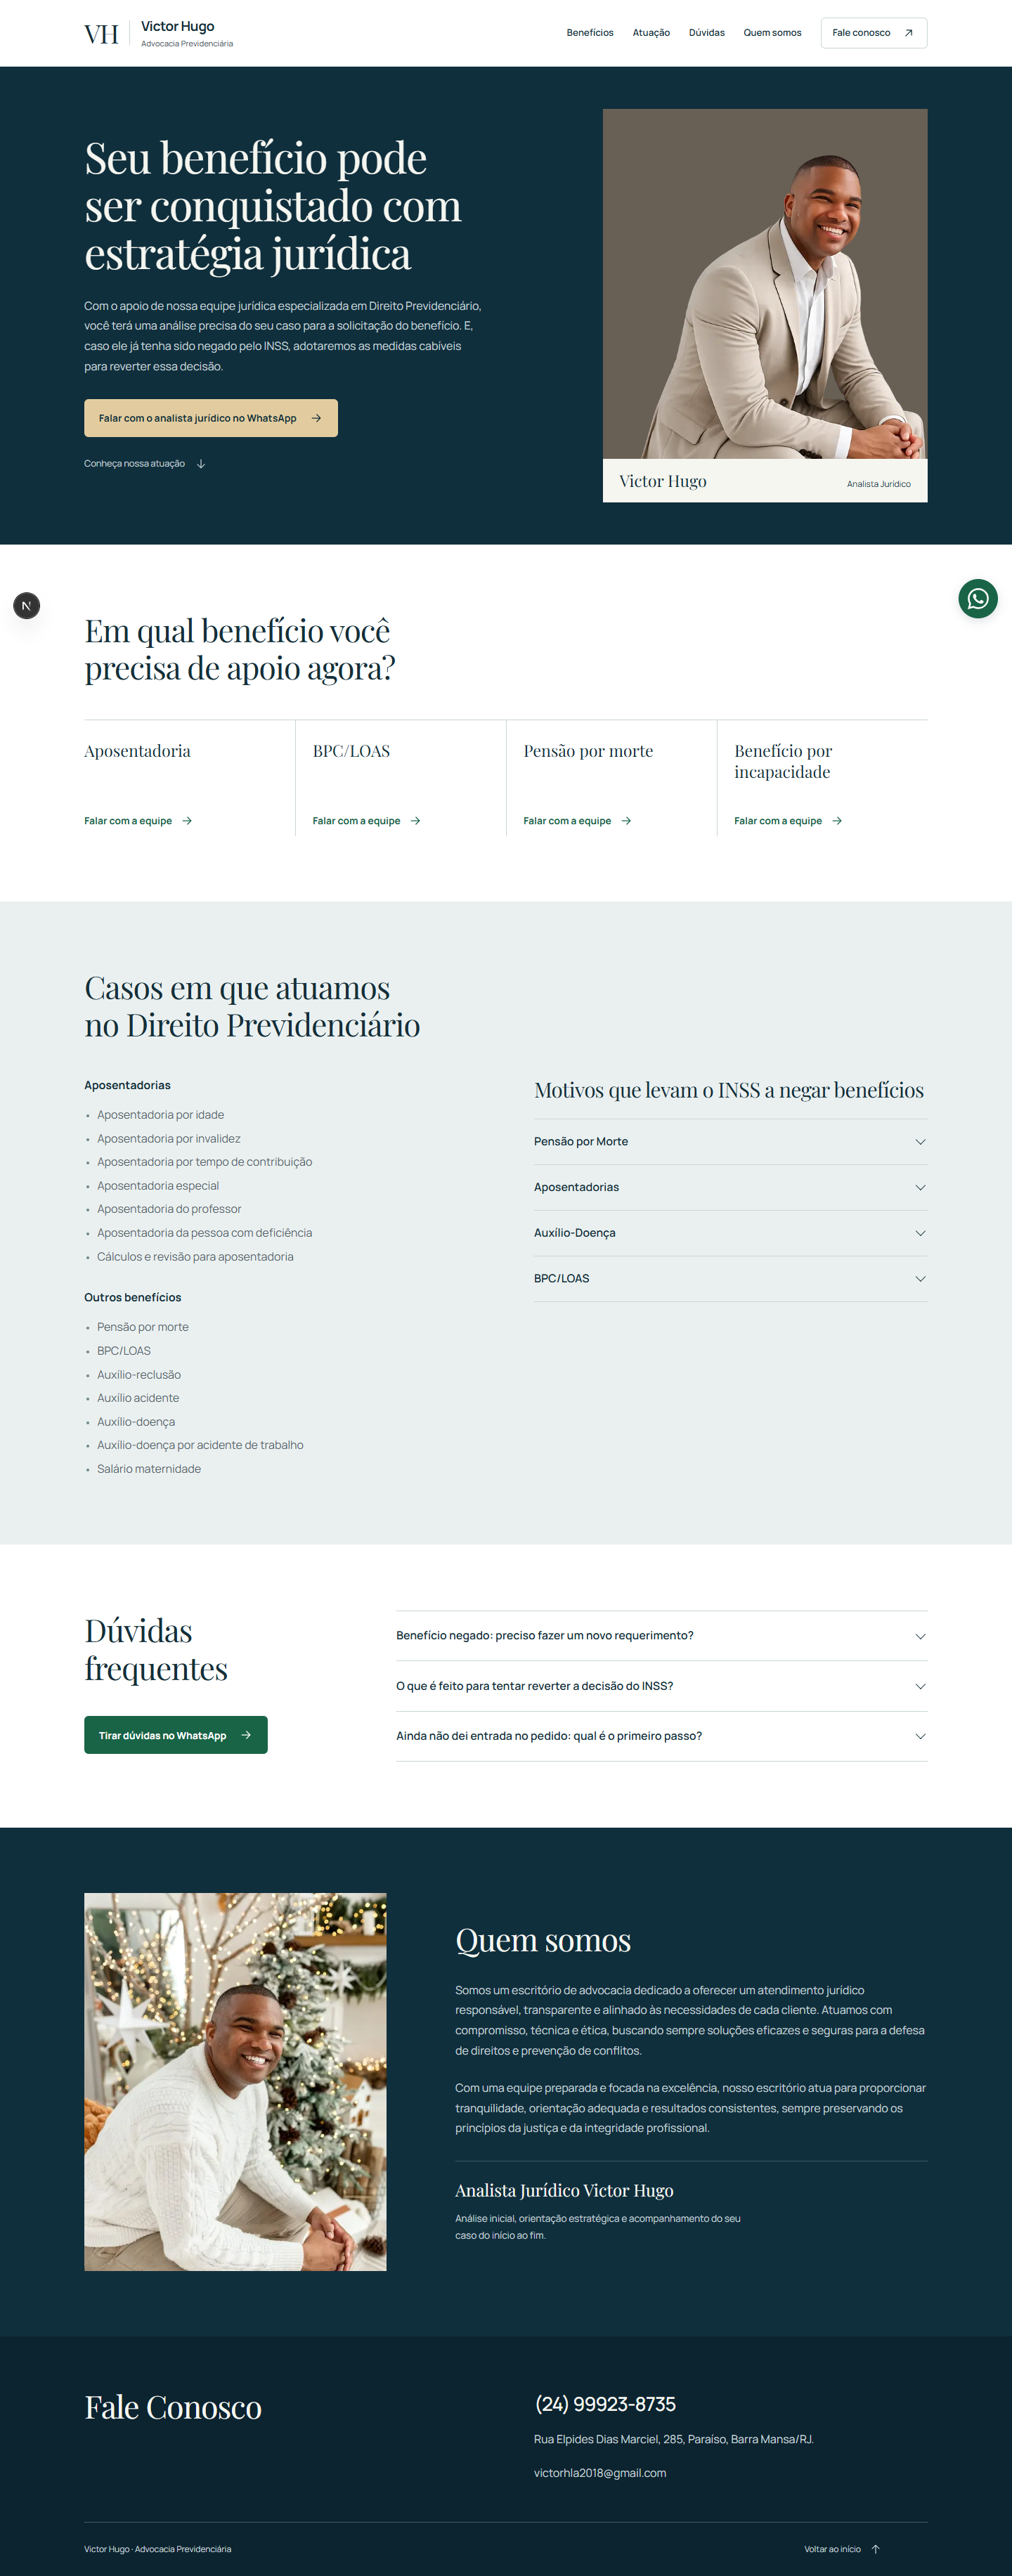 VH
Victor Hugo
Advocacia Previdenciária
Benefícios
Atuação
Dúvidas
Quem somos
Fale conosco
Seu benefício pode
ser conquistado com
estratégia jurídica
Com o apoio de nossa equipe jurídica especializada em Direito Previdenciário,
você terá uma análise precisa do seu caso para a solicitação do benefício. E,
caso ele já tenha sido negado pelo INSS, adotaremos as medidas cabíveis
para reverter essa decisão.
Falar com o analista jurídico no WhatsApp
Conheça nossa atuação
Victor Hugo
Analista Jurídico
N
Em qual benefício você
precisa de apoio agora?
Aposentadoria
Falar com a equipe
BPC/LOAS
Falar com a equipe
Pensão por morte
Falar com a equipe
Benefício por
incapacidade
Falar com a equipe
Casos em que atuamos
no Direito Previdenciário
Aposentadorias
Aposentadoria por idade
Aposentadoria por invalidez
Aposentadoria por tempo de contribuição
Aposentadoria especial
Aposentadoria do professor
Aposentadoria da pessoa com deficiência
Cálculos e revisão para aposentadoria
Outros benefícios
Pensão por morte
BPC/LOAS
Auxílio-reclusão
Auxílio acidente
Auxílio-doença
Auxílio-doença por acidente de trabalho
Salário maternidade
Motivos que levam o INSS a negar benefícios
Pensão por Morte
Aposentadorias
Auxílio-Doença
BPC/LOAS
Dúvidas
frequentes
Tirar dúvidas no WhatsApp
Benefício negado: preciso fazer um novo requerimento?
O que é feito para tentar reverter a decisão do INSS?
Ainda não dei entrada no pedido: qual é o primeiro passo?
Quem somos
Somos um escritório de advocacia dedicado a oferecer um atendimento jurídico
responsável, transparente e alinhado às necessidades de cada cliente. Atuamos com
compromisso, técnica e ética, buscando sempre soluções eficazes e seguras para a defesa
de direitos e prevenção de conflitos.
Com uma equipe preparada e focada na excelência, nosso escritório atua para proporcionar
tranquilidade, orientação adequada e resultados consistentes, sempre preservando os
princípios da justiça e da integridade profissional.
Analista Jurídico Victor Hugo
Análise inicial, orientação estratégica e acompanhamento do seu
caso do início ao fim.
Fale Conosco
(24) 99923-8735
Rua Elpides Dias Marciel, 285, Paraíso, Barra Mansa/RJ.
victorhla2018@gmail.com
Victor Hugo · Advocacia Previdenciária
Voltar ao início